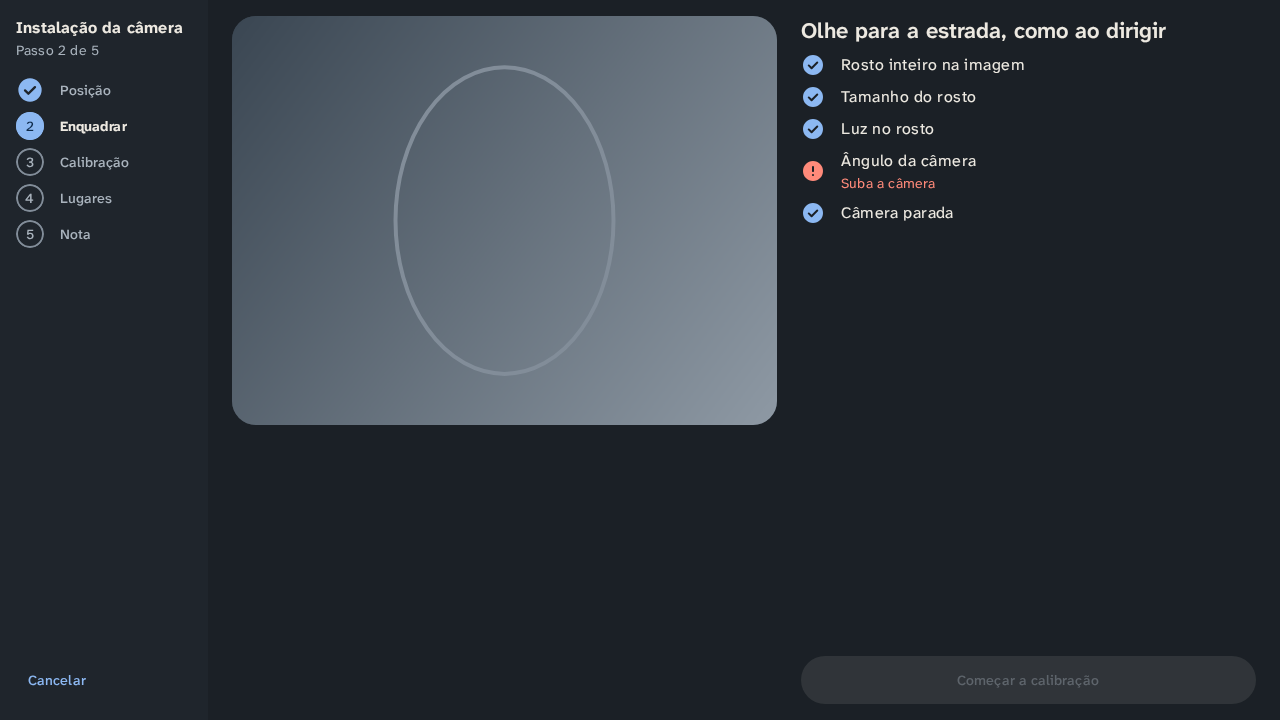 Instalação da câmera
Passo 2 de 5
Posição
2 Enquadrar
3 Calibração
4 Lugares
5 Nota
Cancelar
Olhe para a estrada, como ao dirigir
Rosto inteiro na imagem
Tamanho do rosto
Luz no rosto
Ângulo da câmera
Suba a câmera
Câmera parada
Começar a calibração